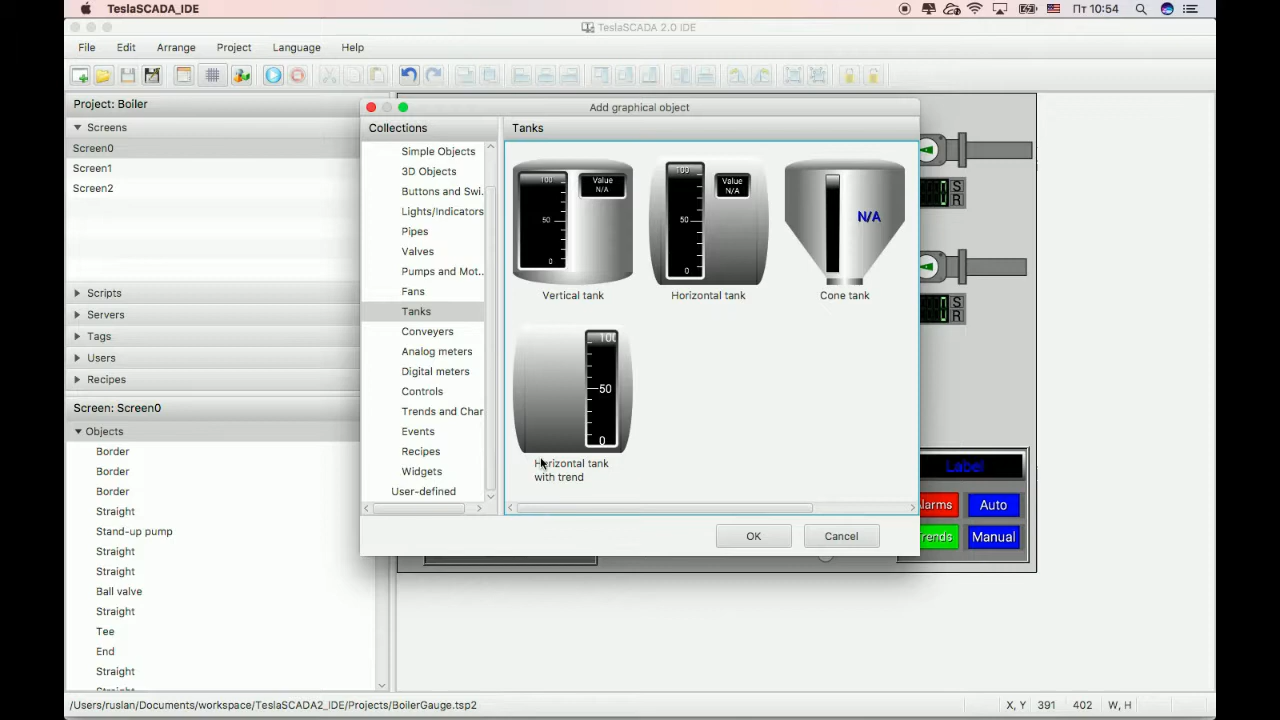 TeslaSCADA_IDE
Пт 10:54
TeslaSCADA 2.0 IDE
File Edit Arrange Project Language Help
Project: Boiler
Screens
Screen0
Screen1
Screen2
Scripts
Servers
Tags
Users
Recipes
Screen: Screen0
Objects
Border
Border
Border
Straight
Stand-up pump
Straight
Straight
Ball valve
Straight
Tee
End
Straight
Straight
Add graphical object
Collections
Simple Objects
3D Objects
Buttons and Swi..
Lights/Indicators
Pipes
Valves
Pumps and Mot..
Fans
Tanks
Conveyers
Analog meters
Digital meters
Controls
Trends and Char
Events
Recipes
Widgets
User-defined
Tanks
100
50
0
Value
N/A
Vertical tank
100
50
0
Value
N/A
Horizontal tank
N/A
Cone tank
100
50
0
Horizontal tank
with trend
OK Cancel
S
R
S
R
Label
Alarms Auto
Trends Manual
/Users/ruslan/Documents/workspace/TeslaSCADA2_IDE/Projects/BoilerGauge.tsp2
X, Y 391 402 W, H